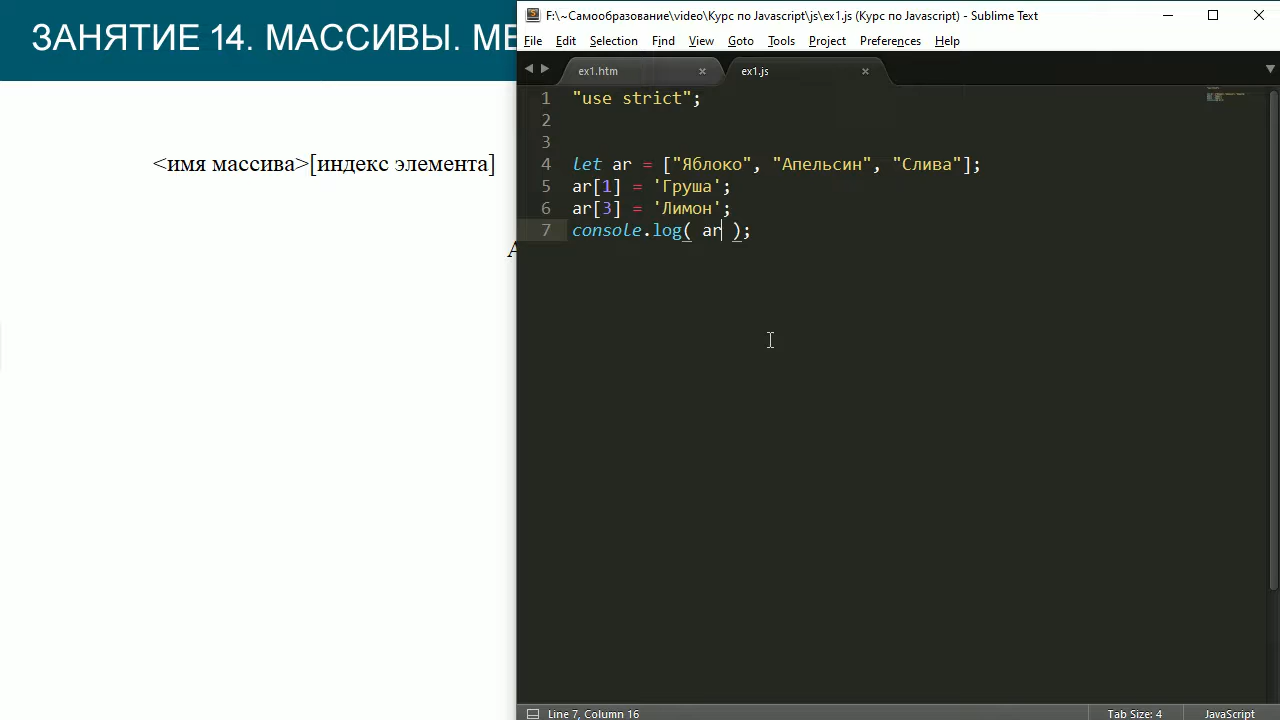 ЗАНЯТИЕ 14. МАССИВЫ. МЕ
<имя массива>[индекс элемента]
F:\~Самообразование\video\Курс по Javascript\js\ex1.js (Курс по Javascript) - Sublime Text
File Edit Selection Find View Goto Tools Project Preferences Help
ex1.htm ex1.js
1 "use strict";
2
3
4 let ar = ["Яблоко", "Апельсин", "Слива"];
5 ar[1] = 'Груша';
6 ar[3] = 'Лимон';
7 console.log( ar );
Line 7, Column 16 Tab Size: 4 JavaScript